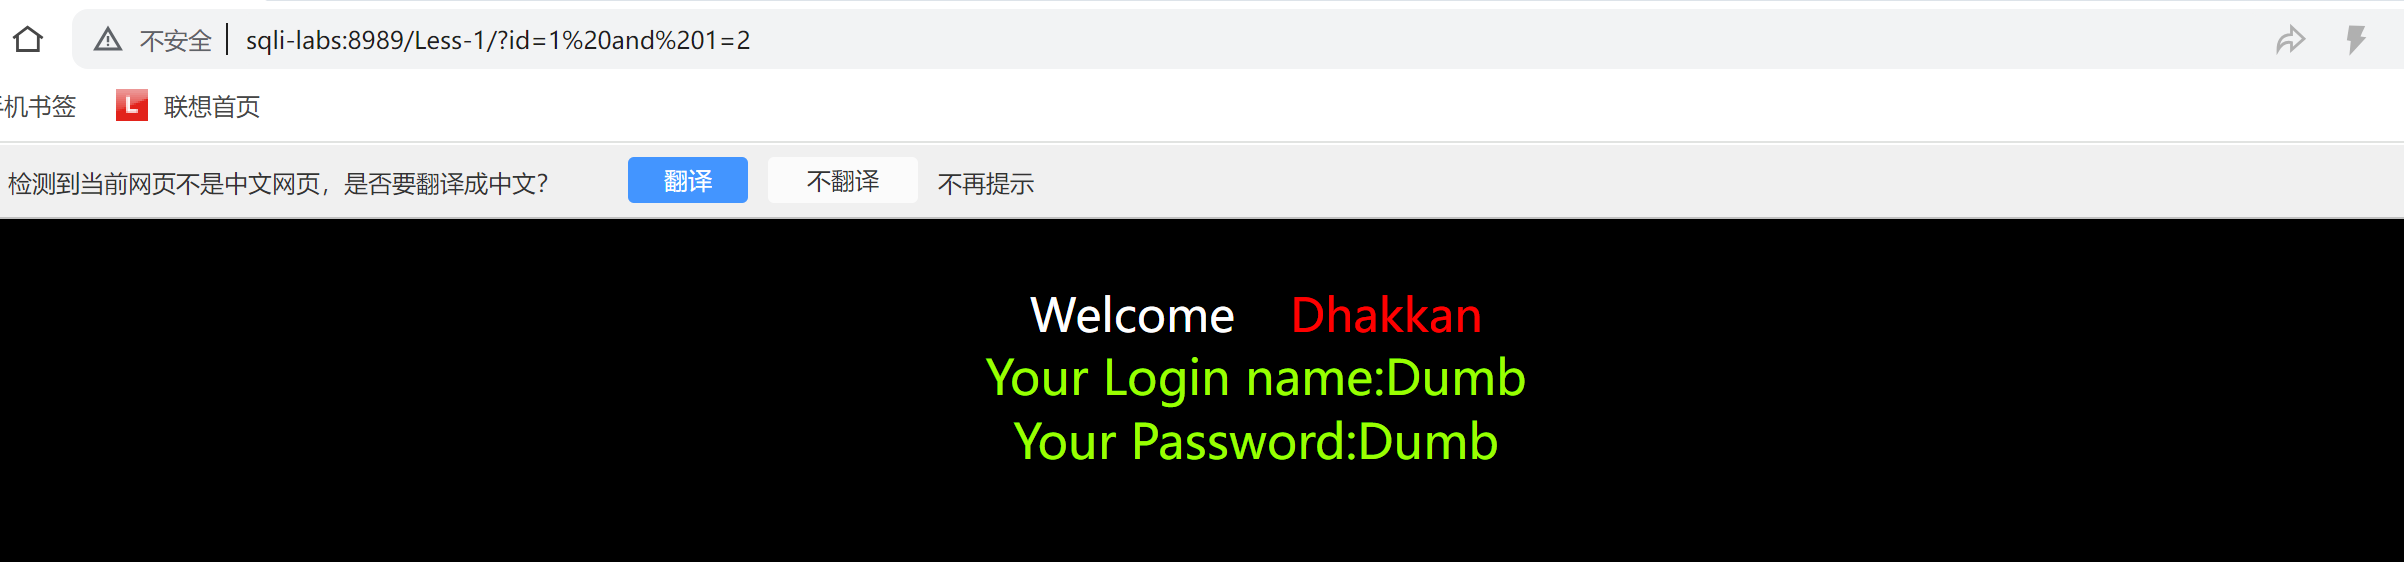 不安全 sqli-labs:8989/Less-1/?id=1%20and%201=2
机书签 L 联想首页
检测到当前网页不是中文网页，是否要翻译成中文？ 翻译 不翻译 不再提示
Welcome Dhakkan
Your Login name:Dumb
Your Password:Dumb